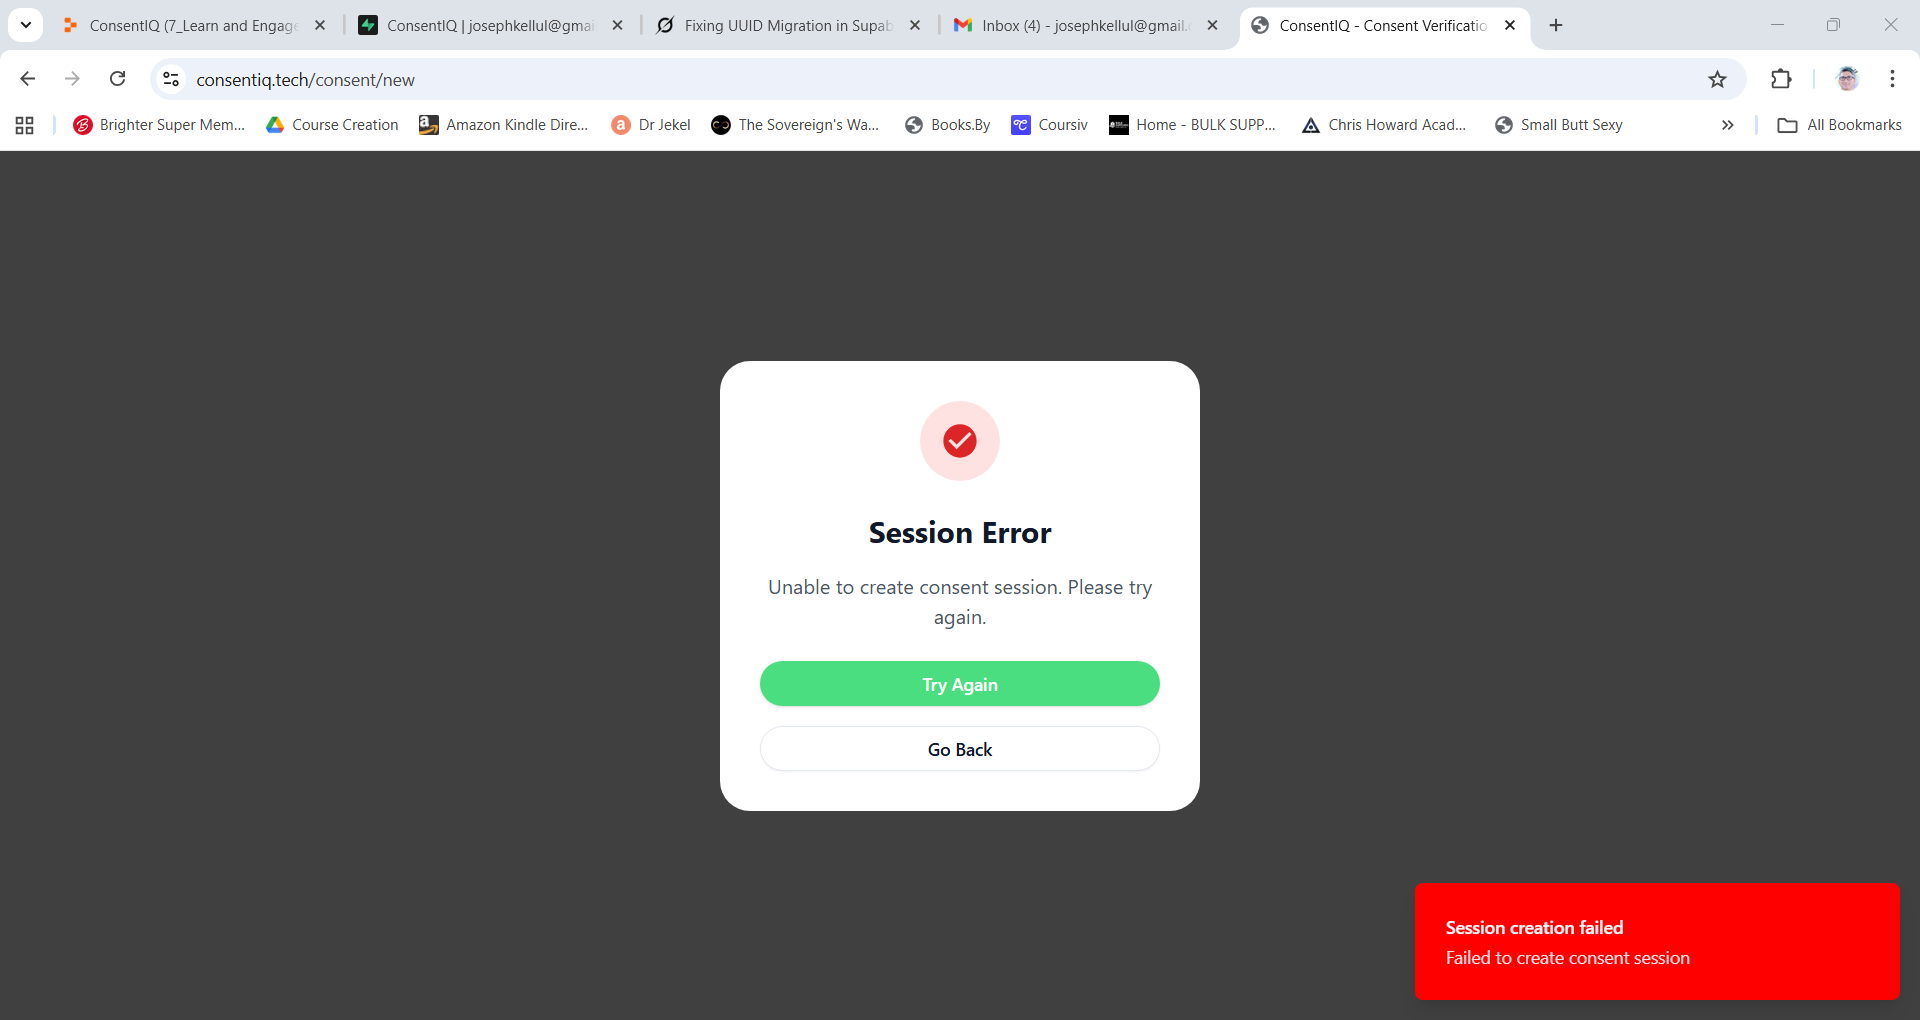 ConsentIQ (7_Learn and Engage
ConsentIQ | josephkellul@gmai
Fixing UUID Migration in Supab
Inbox (4) - josephkellul@gmail.c
ConsentIQ - Consent Verificatio
consentiq.tech/consent/new
Brighter Super Mem...
Course Creation
Amazon Kindle Dire...
Dr Jekel
The Sovereign's Wa...
Books.By
Coursiv
Home - BULK SUPP...
Chris Howard Acad...
Small Butt Sexy
All Bookmarks
Session Error
Unable to create consent session. Please try
again.
Try Again
Go Back
Session creation failed
Failed to create consent session